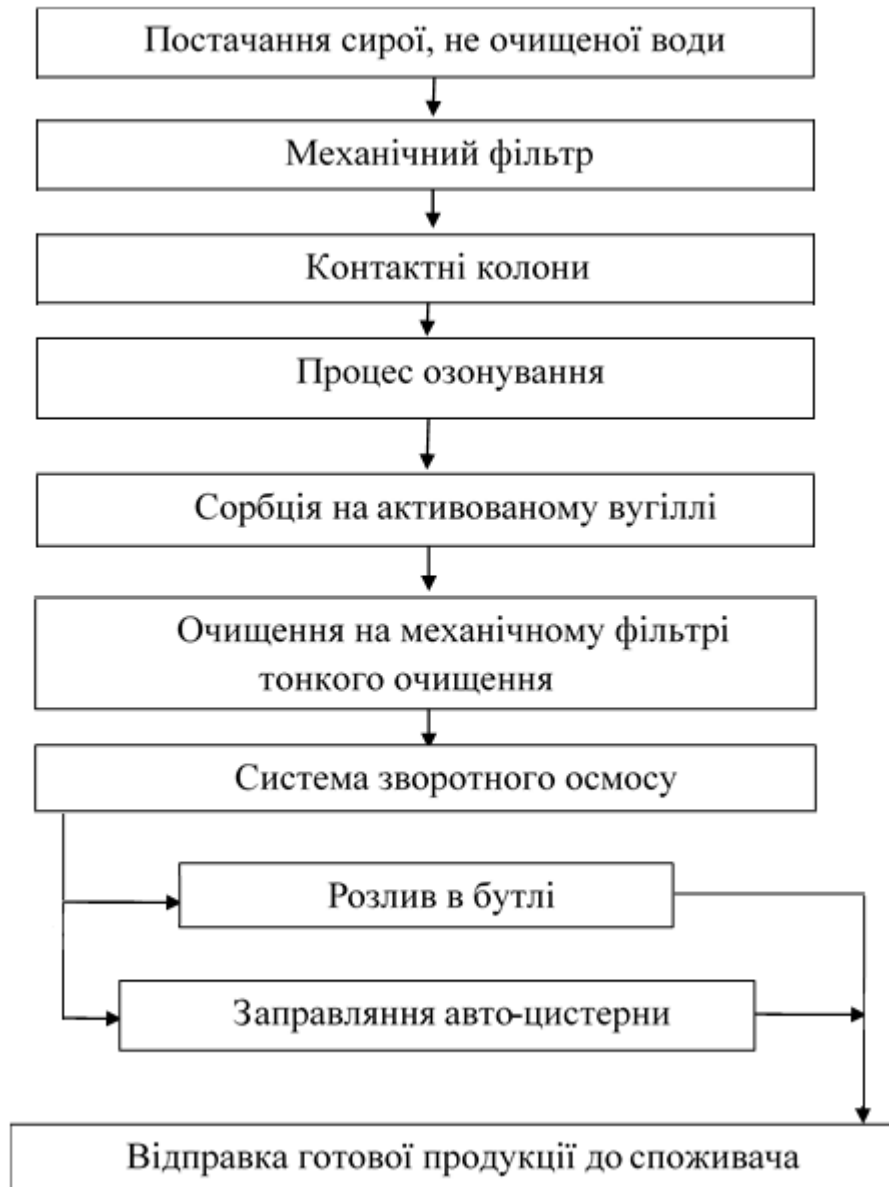 Постачання сирої, не очищеної води
Механічний фільтр
Контактні колони
Процес озонування
Сорбція на активованому вугіллі
Очищення на механічному фільтрі
тонкого очищення
Система зворотного осмосу
Розлив в бутлі
Заправляння авто-цистерни
Відправка готової продукції до споживача